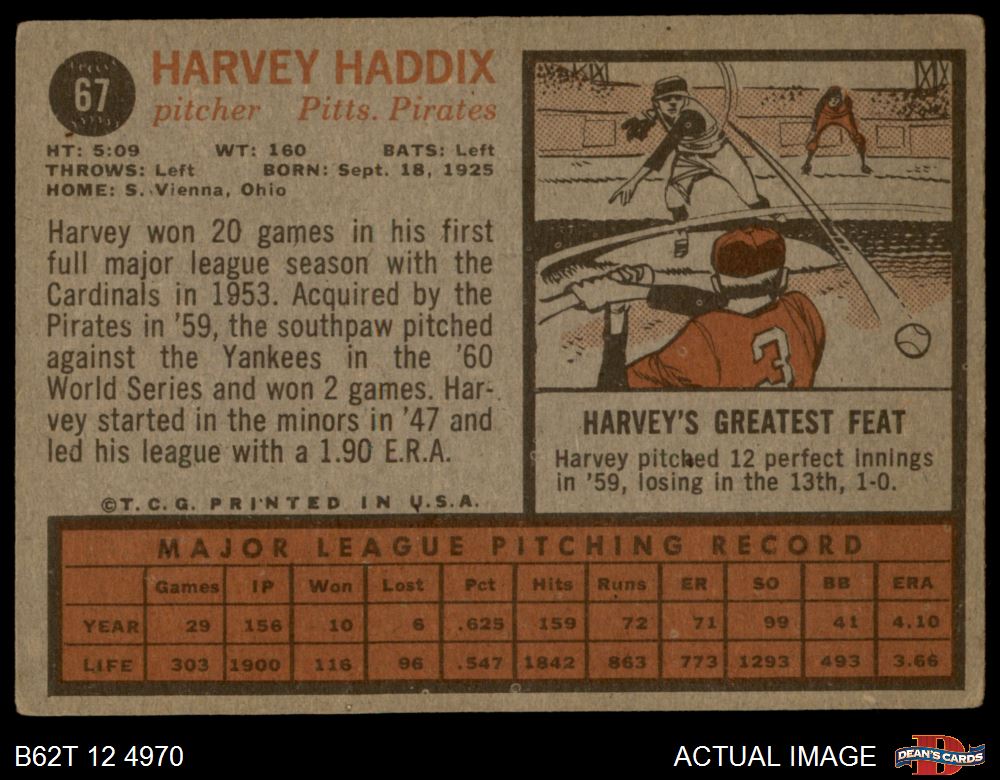 67
HARVEY HADDIX
pitcher Pitts. Pirates
HT: 5:09 WT: 160 BATS: Left
THROWS: Left BORN: Sept. 18, 1925
HOME: S. Vienna, Ohio
Harvey won 20 games in his first
full major league season with the
Cardinals in 1953. Acquired by the
Pirates in '59, the southpaw pitched
against the Yankees in the '60
World Series and won 2 games. Har-
vey started in the minors in '47 and
led his league with a 1.90 E.R.A.
©T.C.G. PRINTED IN U.S.A.
3
HARVEY'S GREATEST FEAT
Harvey pitched 12 perfect innings
in '59, losing in the 13th, 1-0.
MAJOR LEAGUE PITCHING RECORD
Games IP Won Lost Pct Hits Runs ER SO BB ERA
YEAR 29 156 10 6 .625 159 72 71 99 41 4.10
LIFE 303 1900 116 96 .547 1842 863 773 1293 493 3.66
B62T 12 4970 ACTUAL IMAGE
D DEAN'S CARDS